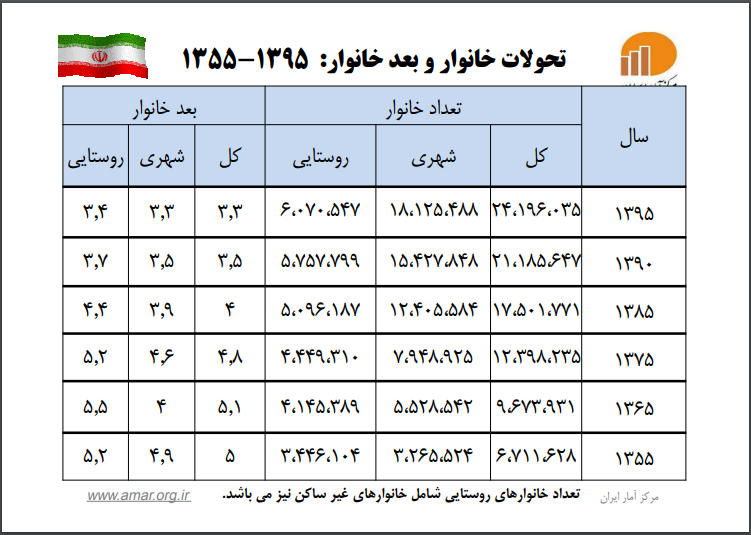 تحولات خانوار و بعد خانوار: ۱۳۹۵-۱۳۵۵
سال	تعداد خانوار	بعد خانوار
کل	شهری	روستایی	کل	شهری	روستایی
۱۳۹۵	۲۴،۱۹۶،۰۳۵	۱۸،۱۲۵،۴۸۸	۶،۰۷۰،۵۴۷	۳,۳	۳,۳	۳,۴
۱۳۹۰	۲۱،۱۸۵،۶۴۷	۱۵،۴۲۷،۸۴۸	۵،۷۵۷،۷۹۹	۳,۵	۳,۵	۳,۷
۱۳۸۵	۱۷،۵۰۱،۷۷۱	۱۲،۴۰۵،۵۸۴	۵،۰۹۶،۱۸۷	۴	۳,۹	۴,۴
۱۳۷۵	۱۲،۳۹۸،۲۳۵	۷،۹۴۸،۹۲۵	۴،۴۴۹،۳۱۰	۴,۸	۴,۶	۵,۲
۱۳۶۵	۹،۶۷۳،۹۳۱	۵،۵۲۸،۵۴۲	۴،۱۴۵،۳۸۹	۵,۱	۴	۵,۵
۱۳۵۵	۶،۷۱۱،۶۲۸	۳،۲۶۵،۵۲۴	۳،۴۴۶،۱۰۴	۵	۴,۹	۵,۲
مرکز آمار ایران	تعداد خانوارهای روستایی شامل خانوارهای غیر ساکن نیز می باشد.	www.amar.org.ir